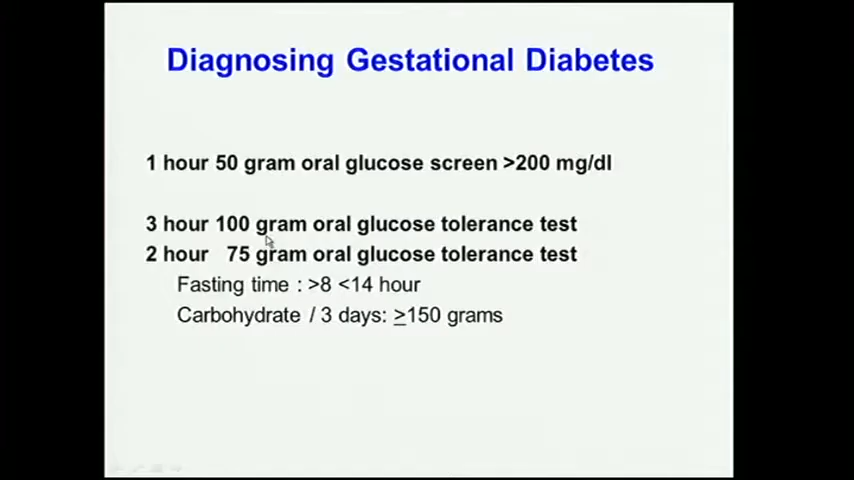 Diagnosing Gestational Diabetes
1 hour 50 gram oral glucose screen >200 mg/dl
3 hour 100 gram oral glucose tolerance test
2 hour 75 gram oral glucose tolerance test
Fasting time : >8 <14 hour
Carbohydrate / 3 days: ≥150 grams